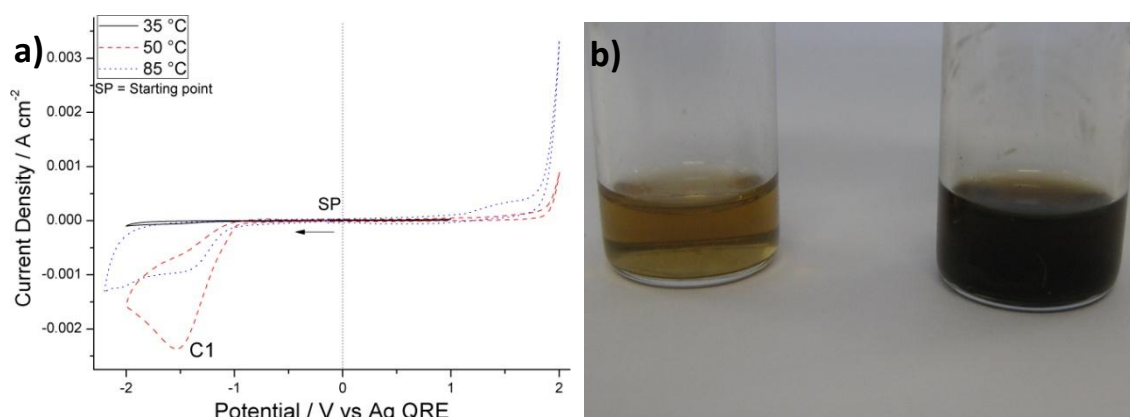 a)
35 °C
50 °C
85 °C
SP = Starting point
0.003
0.002
0.001
0.000
-0.001
-0.002
Current Density / A cm-2
SP
C1
-2
-1
0
1
2
Potential / V vs Ag QRE
b)